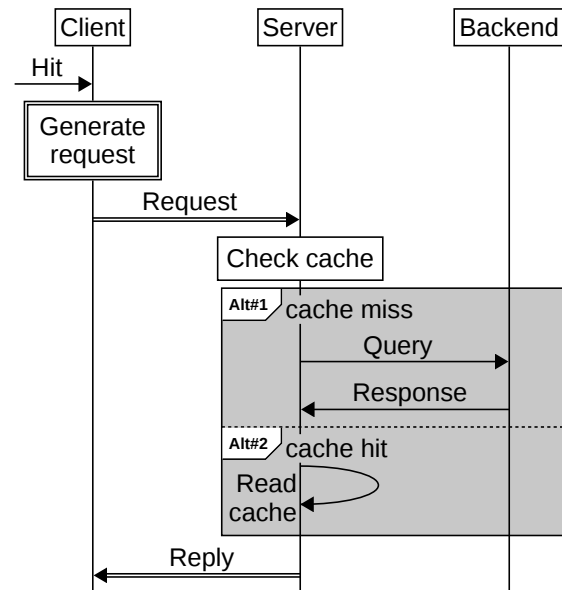 Client Server Backend
Hit
Generate
request
Request
Check cache
Alt#1 cache miss
Query
Response
Alt#2 cache hit
Read
cache
Reply